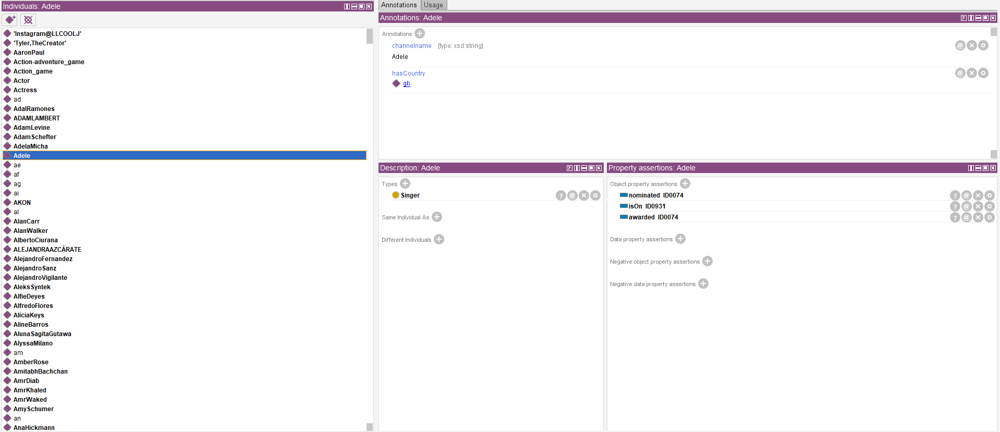 Individuals: Adele
'Instagram@LLCOOLJ'
'Tyler,TheCreator'
AaronPaul
Action-adventure_game
Action_game
Actor
Actress
ad
AdalRamones
ADAMLAMBERT
AdamLevine
AdamSchefter
AdelaMicha
Adele
ae
af
ag
ai
AKON
al
AlanCarr
AlanWalker
AlbertoCiurana
ALEJANDRAAZCÁRATE
AlejandroFernandez
AlejandroSanz
AlejandroVigilante
AleksSyntek
AlfieDeyes
AlfredoFlores
AliciaKeys
AlineBarros
AlunaSagitaGutawa
AlyssaMilano
am
AmberRose
AmitabhBachchan
AmrDiab
AmrKhaled
AmrWaked
AmySchumer
an
AnaHickmann
Annotations Usage
Annotations: Adele
Annotations
channelname [type: xsd:string]
Adele
hasCountry
gb
Description: Adele
Types
Singer
Same Individual As
Different Individuals
Property assertions: Adele
Object property assertions
nominated ID0074
isOn ID0931
awarded ID0074
Data property assertions
Negative object property assertions
Negative data property assertions